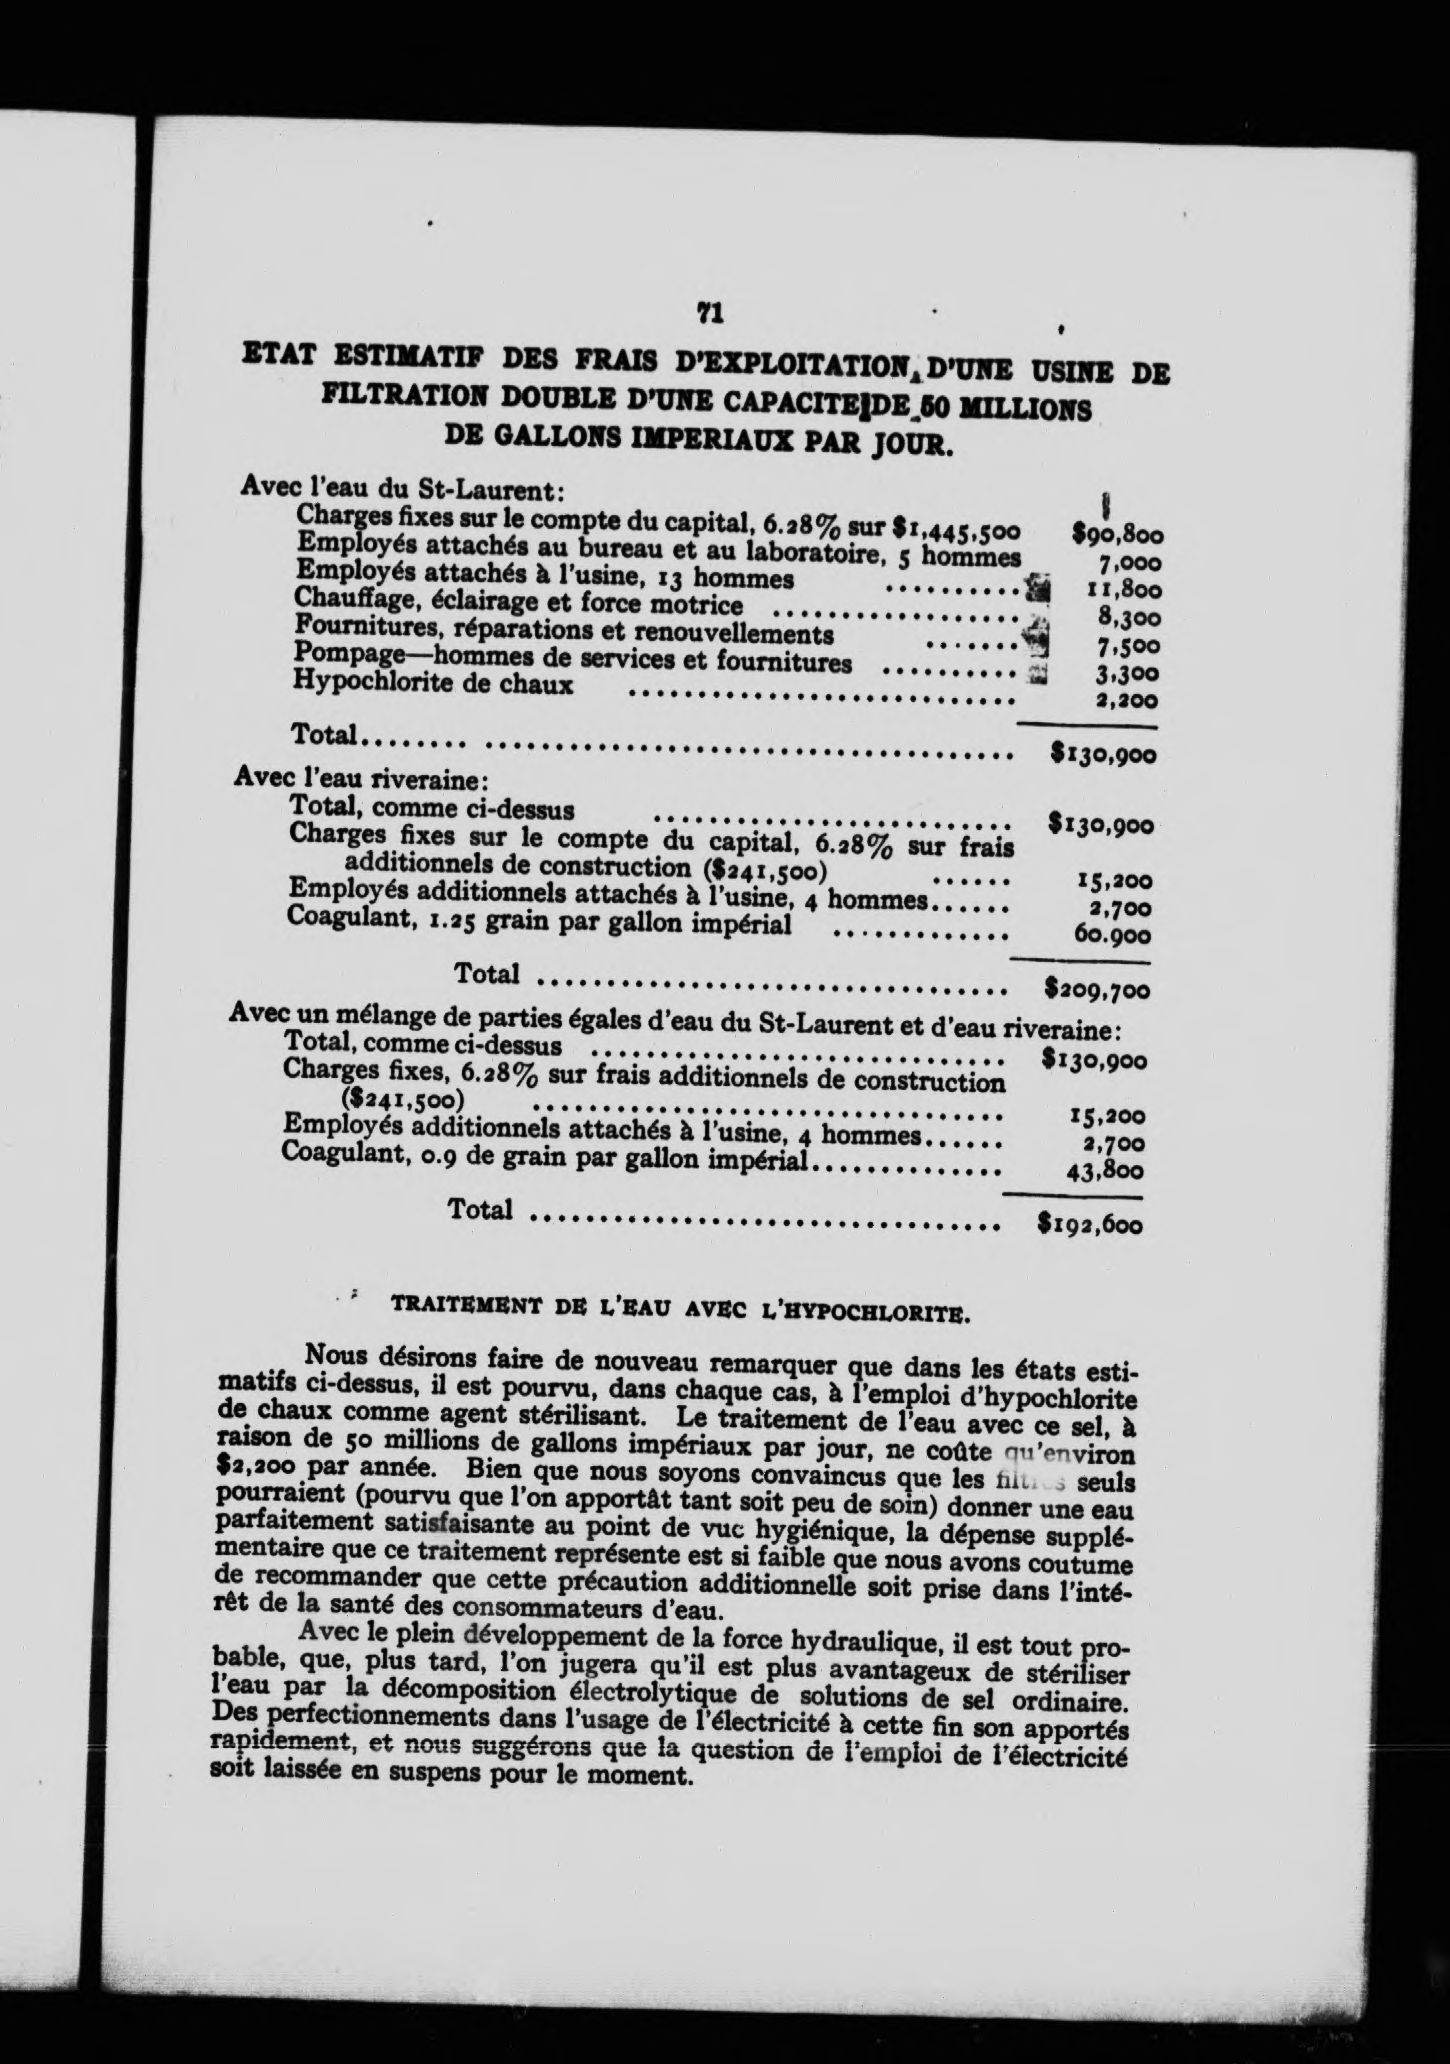 71
ETAT ESTIMATIF DES FRAIS D'EXPLOITATION D'UNE USINE DE
FILTRATION DOUBLE D'UNE CAPACITE DE 50 MILLIONS
DE GALLONS IMPERIAUX PAR JOUR.
Avec l'eau du St-Laurent:
Charges fixes sur le compte du capital, 6.28% sur $1,445,500 $90,800
Employés attachés au bureau et au laboratoire, 5 hommes 7,000
Employés attachés à l'usine, 13 hommes .......... 11,800
Chauffage, éclairage et force motrice .................. 8,300
Fournitures, réparations et renouvellements ....... 7,500
Pompage—hommes de services et fournitures .......... 3,300
Hypochlorite de chaux ............................ 2,200
Total........ ...................................... $130,900
Avec l'eau riveraine:
Total, comme ci-dessus .......................... $130,900
Charges fixes sur le compte du capital, 6.28% sur frais
additionnels de construction ($241,500) ...... 15,200
Employés additionnels attachés à l'usine, 4 hommes...... 2,700
Coagulant, 1.25 grain par gallon impérial ............. 60.900
Total .................................. $209,700
Avec un mélange de parties égales d'eau du St-Laurent et d'eau riveraine:
Total, comme ci-dessus .............................. $130,900
Charges fixes, 6.28% sur frais additionnels de construction
($241,500) .................................. 15,200
Employés additionnels attachés à l'usine, 4 hommes...... 2,700
Coagulant, 0.9 de grain par gallon impérial.............. 43,800
Total .................................. $192,600
TRAITEMENT DE L'EAU AVEC L'HYPOCHLORITE.
Nous désirons faire de nouveau remarquer que dans les états esti-
matifs ci-dessus, il est pourvu, dans chaque cas, à l'emploi d'hypochlorite
de chaux comme agent stérilisant. Le traitement de l'eau avec ce sel, à
raison de 50 millions de gallons impériaux par jour, ne coûte qu'environ
$2,200 par année. Bien que nous soyons convaincus que les filtres seuls
pourraient (pourvu que l'on apportât tant soit peu de soin) donner une eau
parfaitement satisfaisante au point de vuc hygiénique, la dépense supplé-
mentaire que ce traitement représente est si faible que nous avons coutume
de recommander que cette précaution additionnelle soit prise dans l'inté-
rêt de la santé des consommateurs d'eau.
Avec le plein développement de la force hydraulique, il est tout pro-
bable, que, plus tard, l'on jugera qu'il est plus avantageux de stériliser
l'eau par la décomposition électrolytique de solutions de sel ordinaire.
Des perfectionnements dans l'usage de l'électricité à cette fin son apportés
rapidement, et nous suggérons que la question de l'emploi de l'électricité
soit laissée en suspens pour le moment.